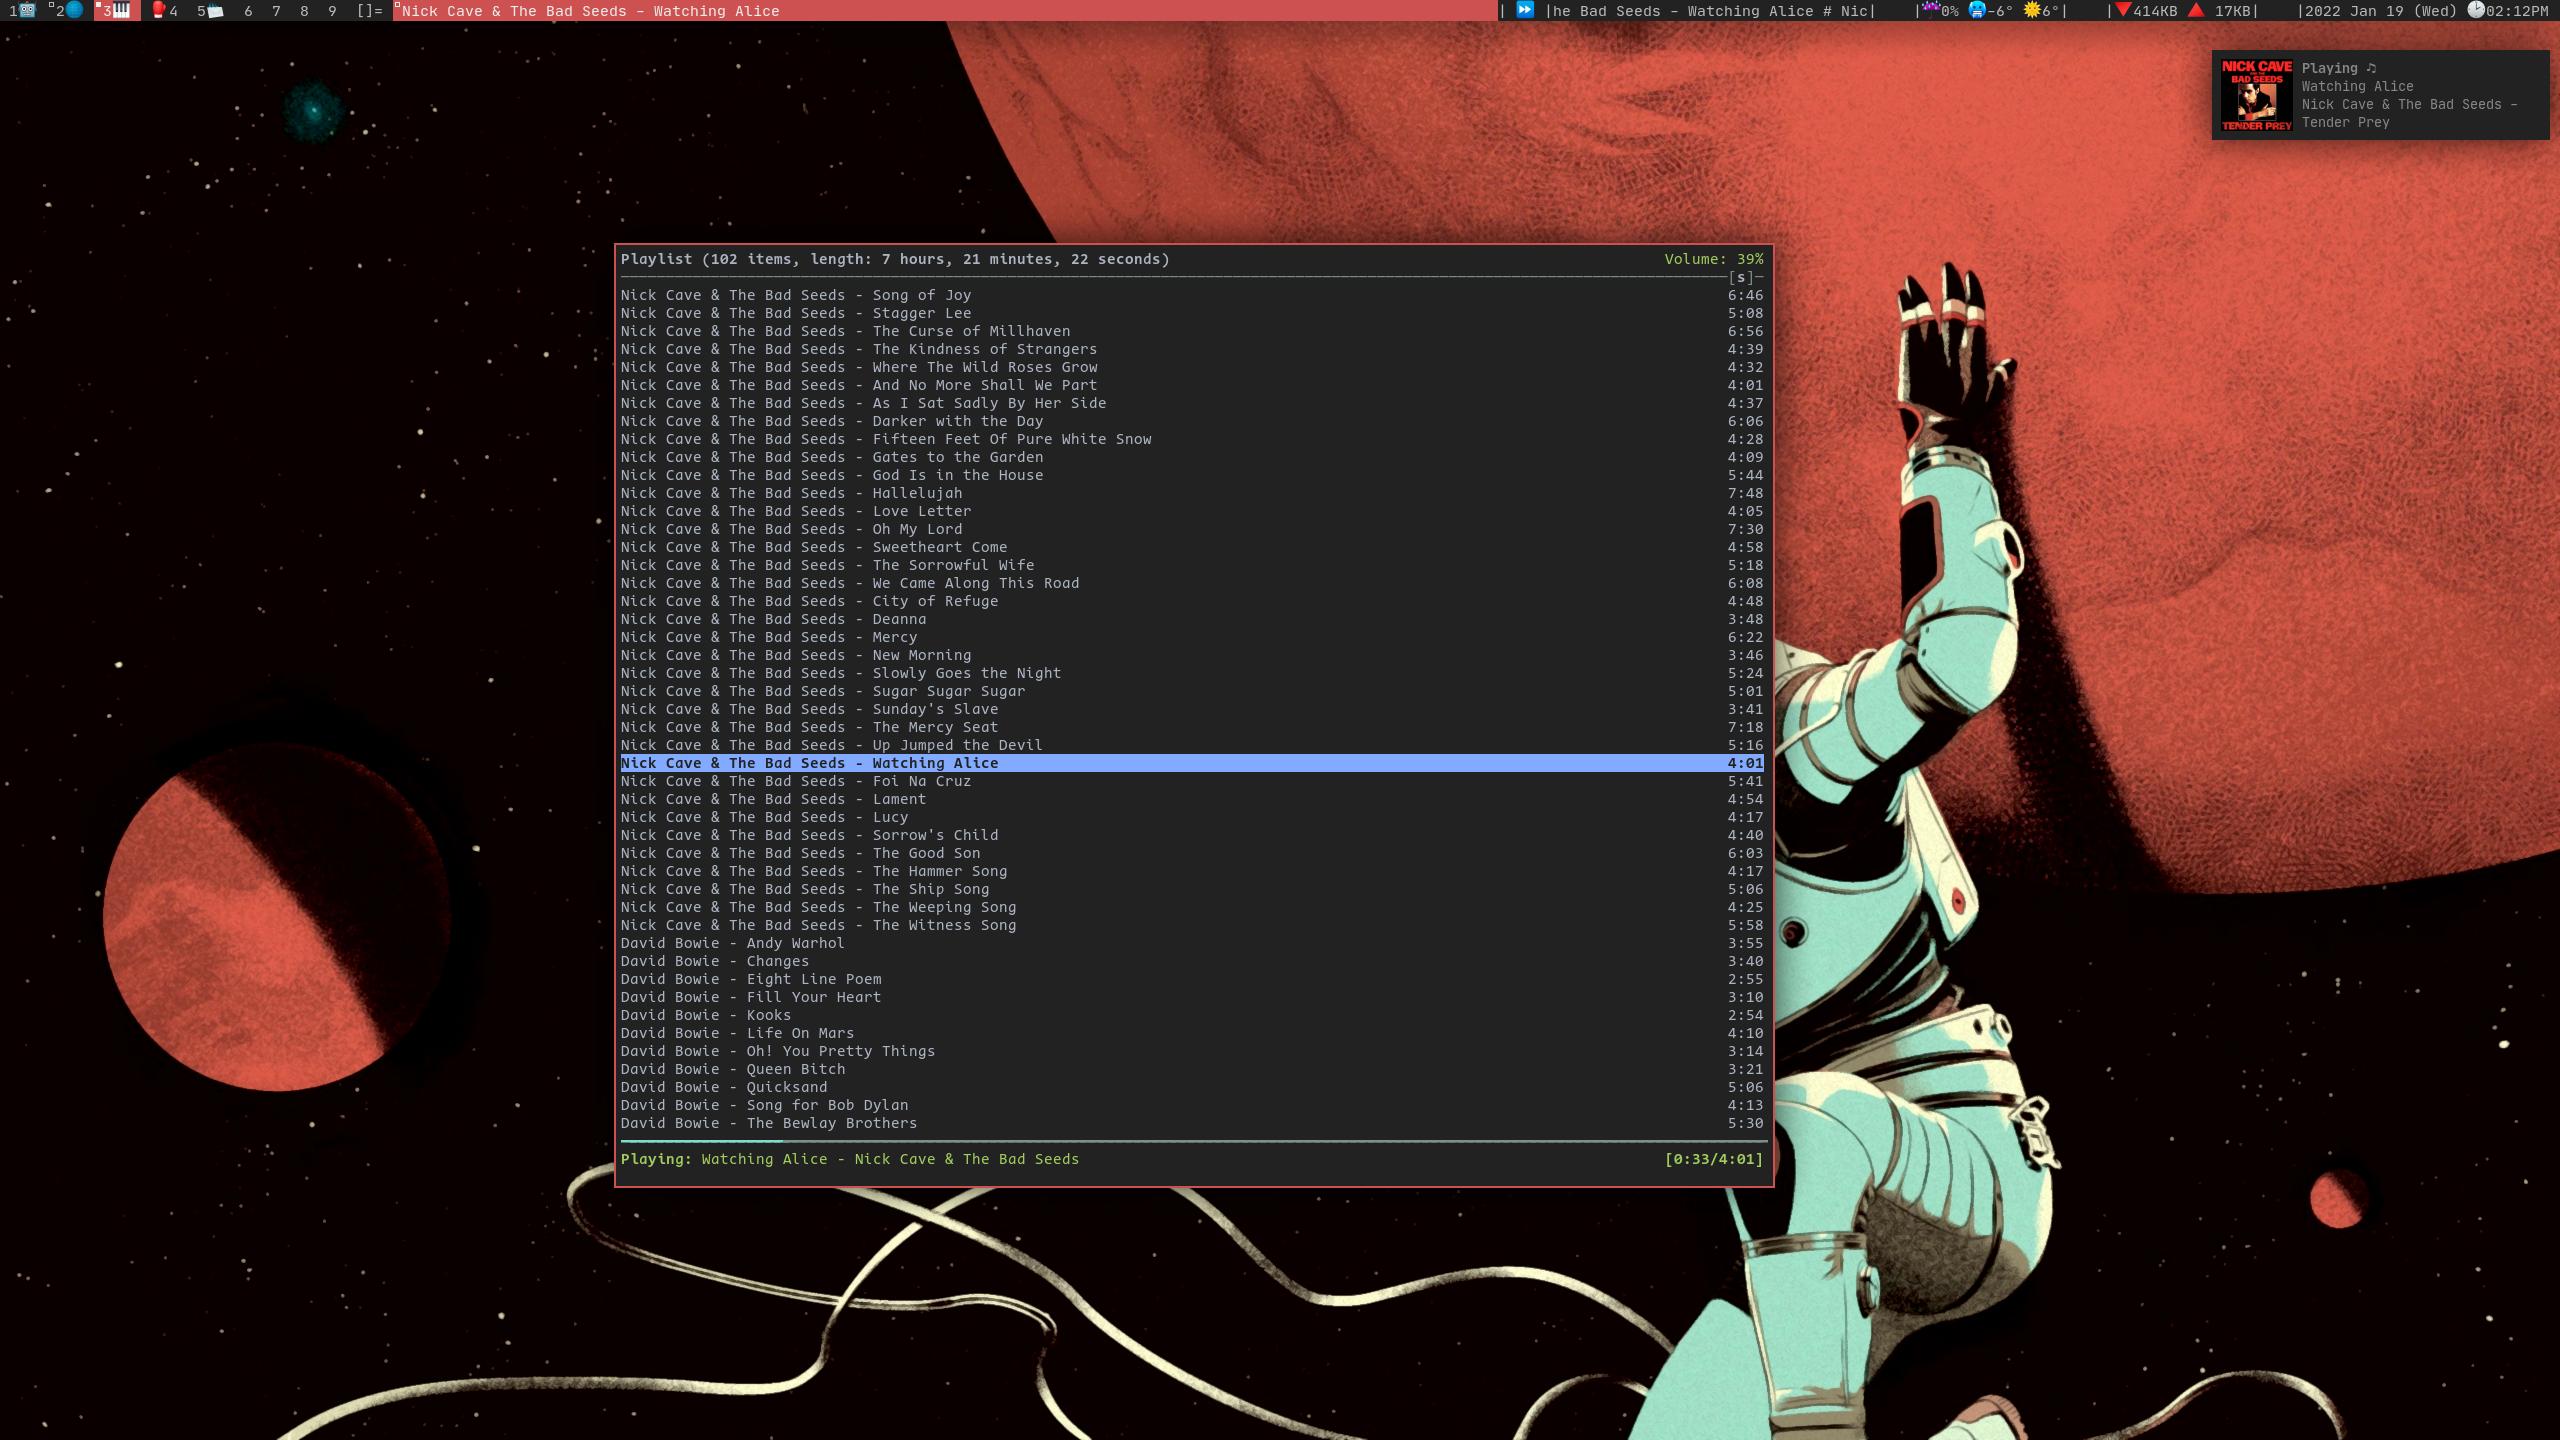 1 2 3 4 5 6 7 8 9 []= Nick Cave & The Bad Seeds - Watching Alice | |he Bad Seeds - Watching Alice # Nic| | 0% -6° 6°| | 414KB 17KB| |2022 Jan 19 (Wed) 02:12PM
NICK CAVE
BAD SEEDS
TENDER PREY
Playing ♫
Watching Alice
Nick Cave & The Bad Seeds -
Tender Prey
Playlist (102 items, length: 7 hours, 21 minutes, 22 seconds) Volume: 39%
[s]
Nick Cave & The Bad Seeds - Song of Joy 6:46
Nick Cave & The Bad Seeds - Stagger Lee 5:08
Nick Cave & The Bad Seeds - The Curse of Millhaven 6:56
Nick Cave & The Bad Seeds - The Kindness of Strangers 4:39
Nick Cave & The Bad Seeds - Where The Wild Roses Grow 4:32
Nick Cave & The Bad Seeds - And No More Shall We Part 4:01
Nick Cave & The Bad Seeds - As I Sat Sadly By Her Side 4:37
Nick Cave & The Bad Seeds - Darker with the Day 6:06
Nick Cave & The Bad Seeds - Fifteen Feet Of Pure White Snow 4:28
Nick Cave & The Bad Seeds - Gates to the Garden 4:09
Nick Cave & The Bad Seeds - God Is in the House 5:44
Nick Cave & The Bad Seeds - Hallelujah 7:48
Nick Cave & The Bad Seeds - Love Letter 4:05
Nick Cave & The Bad Seeds - Oh My Lord 7:30
Nick Cave & The Bad Seeds - Sweetheart Come 4:58
Nick Cave & The Bad Seeds - The Sorrowful Wife 5:18
Nick Cave & The Bad Seeds - We Came Along This Road 6:08
Nick Cave & The Bad Seeds - City of Refuge 4:48
Nick Cave & The Bad Seeds - Deanna 3:48
Nick Cave & The Bad Seeds - Mercy 6:22
Nick Cave & The Bad Seeds - New Morning 3:46
Nick Cave & The Bad Seeds - Slowly Goes the Night 5:24
Nick Cave & The Bad Seeds - Sugar Sugar Sugar 5:01
Nick Cave & The Bad Seeds - Sunday's Slave 3:41
Nick Cave & The Bad Seeds - The Mercy Seat 7:18
Nick Cave & The Bad Seeds - Up Jumped the Devil 5:16
Nick Cave & The Bad Seeds - Watching Alice 4:01
Nick Cave & The Bad Seeds - Foi Na Cruz 5:41
Nick Cave & The Bad Seeds - Lament 4:54
Nick Cave & The Bad Seeds - Lucy 4:17
Nick Cave & The Bad Seeds - Sorrow's Child 4:40
Nick Cave & The Bad Seeds - The Good Son 6:03
Nick Cave & The Bad Seeds - The Hammer Song 4:17
Nick Cave & The Bad Seeds - The Ship Song 5:06
Nick Cave & The Bad Seeds - The Weeping Song 4:25
Nick Cave & The Bad Seeds - The Witness Song 5:58
David Bowie - Andy Warhol 3:55
David Bowie - Changes 3:40
David Bowie - Eight Line Poem 2:55
David Bowie - Fill Your Heart 3:10
David Bowie - Kooks 2:54
David Bowie - Life On Mars 4:10
David Bowie - Oh! You Pretty Things 3:14
David Bowie - Queen Bitch 3:21
David Bowie - Quicksand 5:06
David Bowie - Song for Bob Dylan 4:13
David Bowie - The Bewlay Brothers 5:30
Playing: Watching Alice - Nick Cave & The Bad Seeds [0:33/4:01]